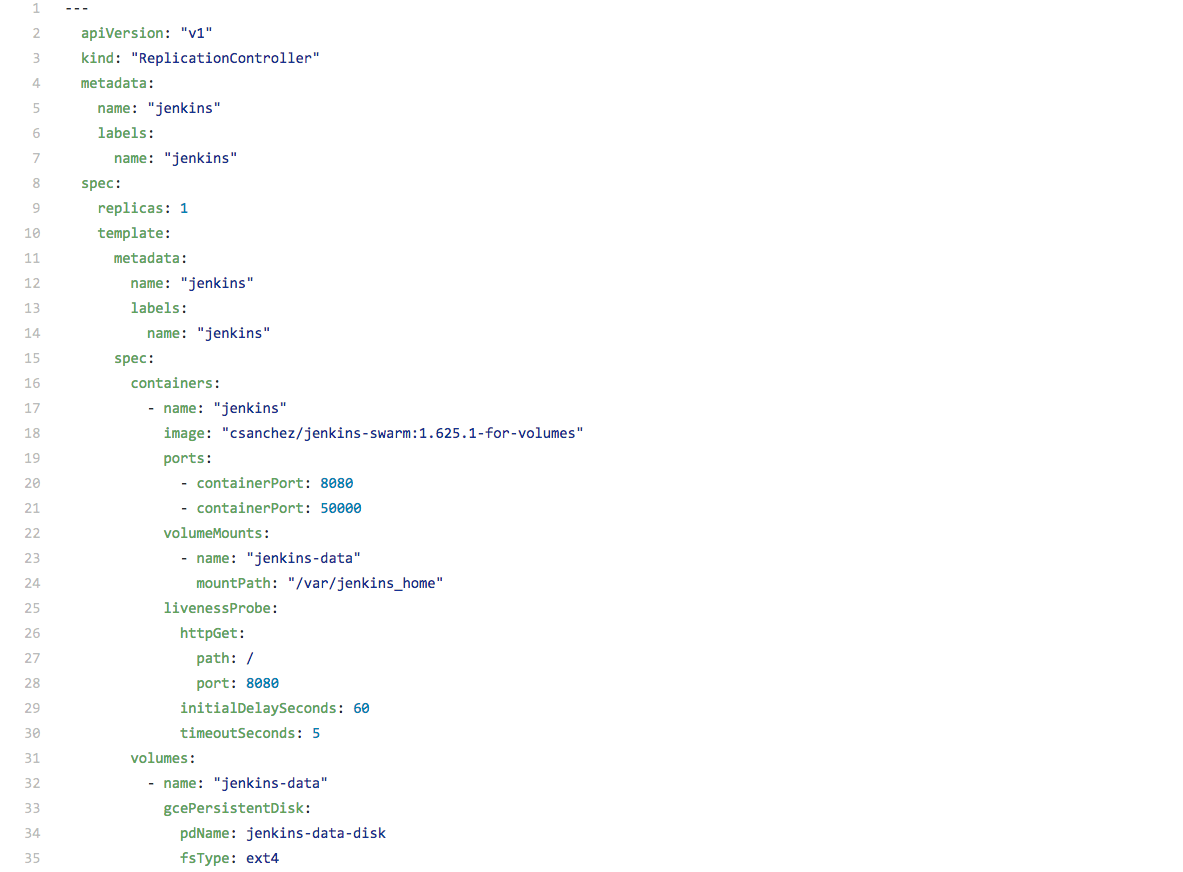 1 ---
2   apiVersion: "v1"
3   kind: "ReplicationController"
4   metadata:
5     name: "jenkins"
6     labels:
7       name: "jenkins"
8   spec:
9     replicas: 1
10     template:
11       metadata:
12         name: "jenkins"
13         labels:
14           name: "jenkins"
15       spec:
16         containers:
17           - name: "jenkins"
18             image: "csanchez/jenkins-swarm:1.625.1-for-volumes"
19             ports:
20               - containerPort: 8080
21               - containerPort: 50000
22             volumeMounts:
23               - name: "jenkins-data"
24                 mountPath: "/var/jenkins_home"
25             livenessProbe:
26               httpGet:
27                 path: /
28                 port: 8080
29               initialDelaySeconds: 60
30               timeoutSeconds: 5
31         volumes:
32           - name: "jenkins-data"
33             gcePersistentDisk:
34               pdName: jenkins-data-disk
35               fsType: ext4